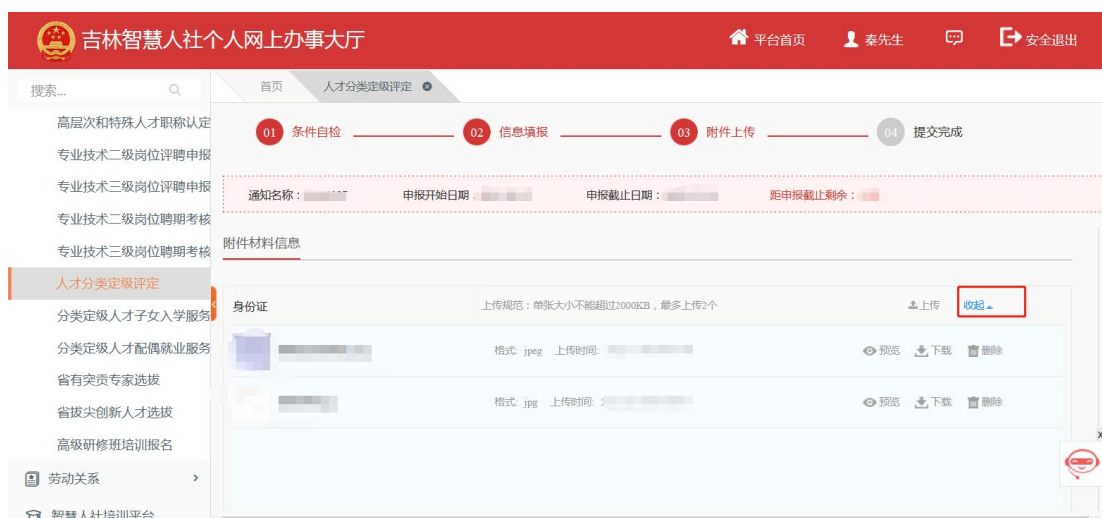 吉林智慧人社个人网上办事大厅
平台首页 秦先生 安全退出
搜索...
首页 人才分类定级评定
高层次和特殊人才职称认定
专业技术二级岗位评聘申报
专业技术三级岗位评聘申报
专业技术二级岗位聘期考核
专业技术三级岗位聘期考核
人才分类定级评定
分类定级人才子女入学服务
分类定级人才配偶就业服务
省有突贡专家选拔
省拔尖创新人才选拔
高级研修班培训报名
劳动关系
智慧人社培训平台
01 条件自检 02 信息填报 03 附件上传 04 提交完成
通知名称： 申报开始日期： 申报截止日期： 距申报截止剩余：
附件材料信息
身份证 上传规范：单张大小不能超过2000KB，最多上传2个 上传 收起
格式: jpeg 上传时间: 预览 下载 删除
格式: jpg 上传时间: 预览 下载 删除
x